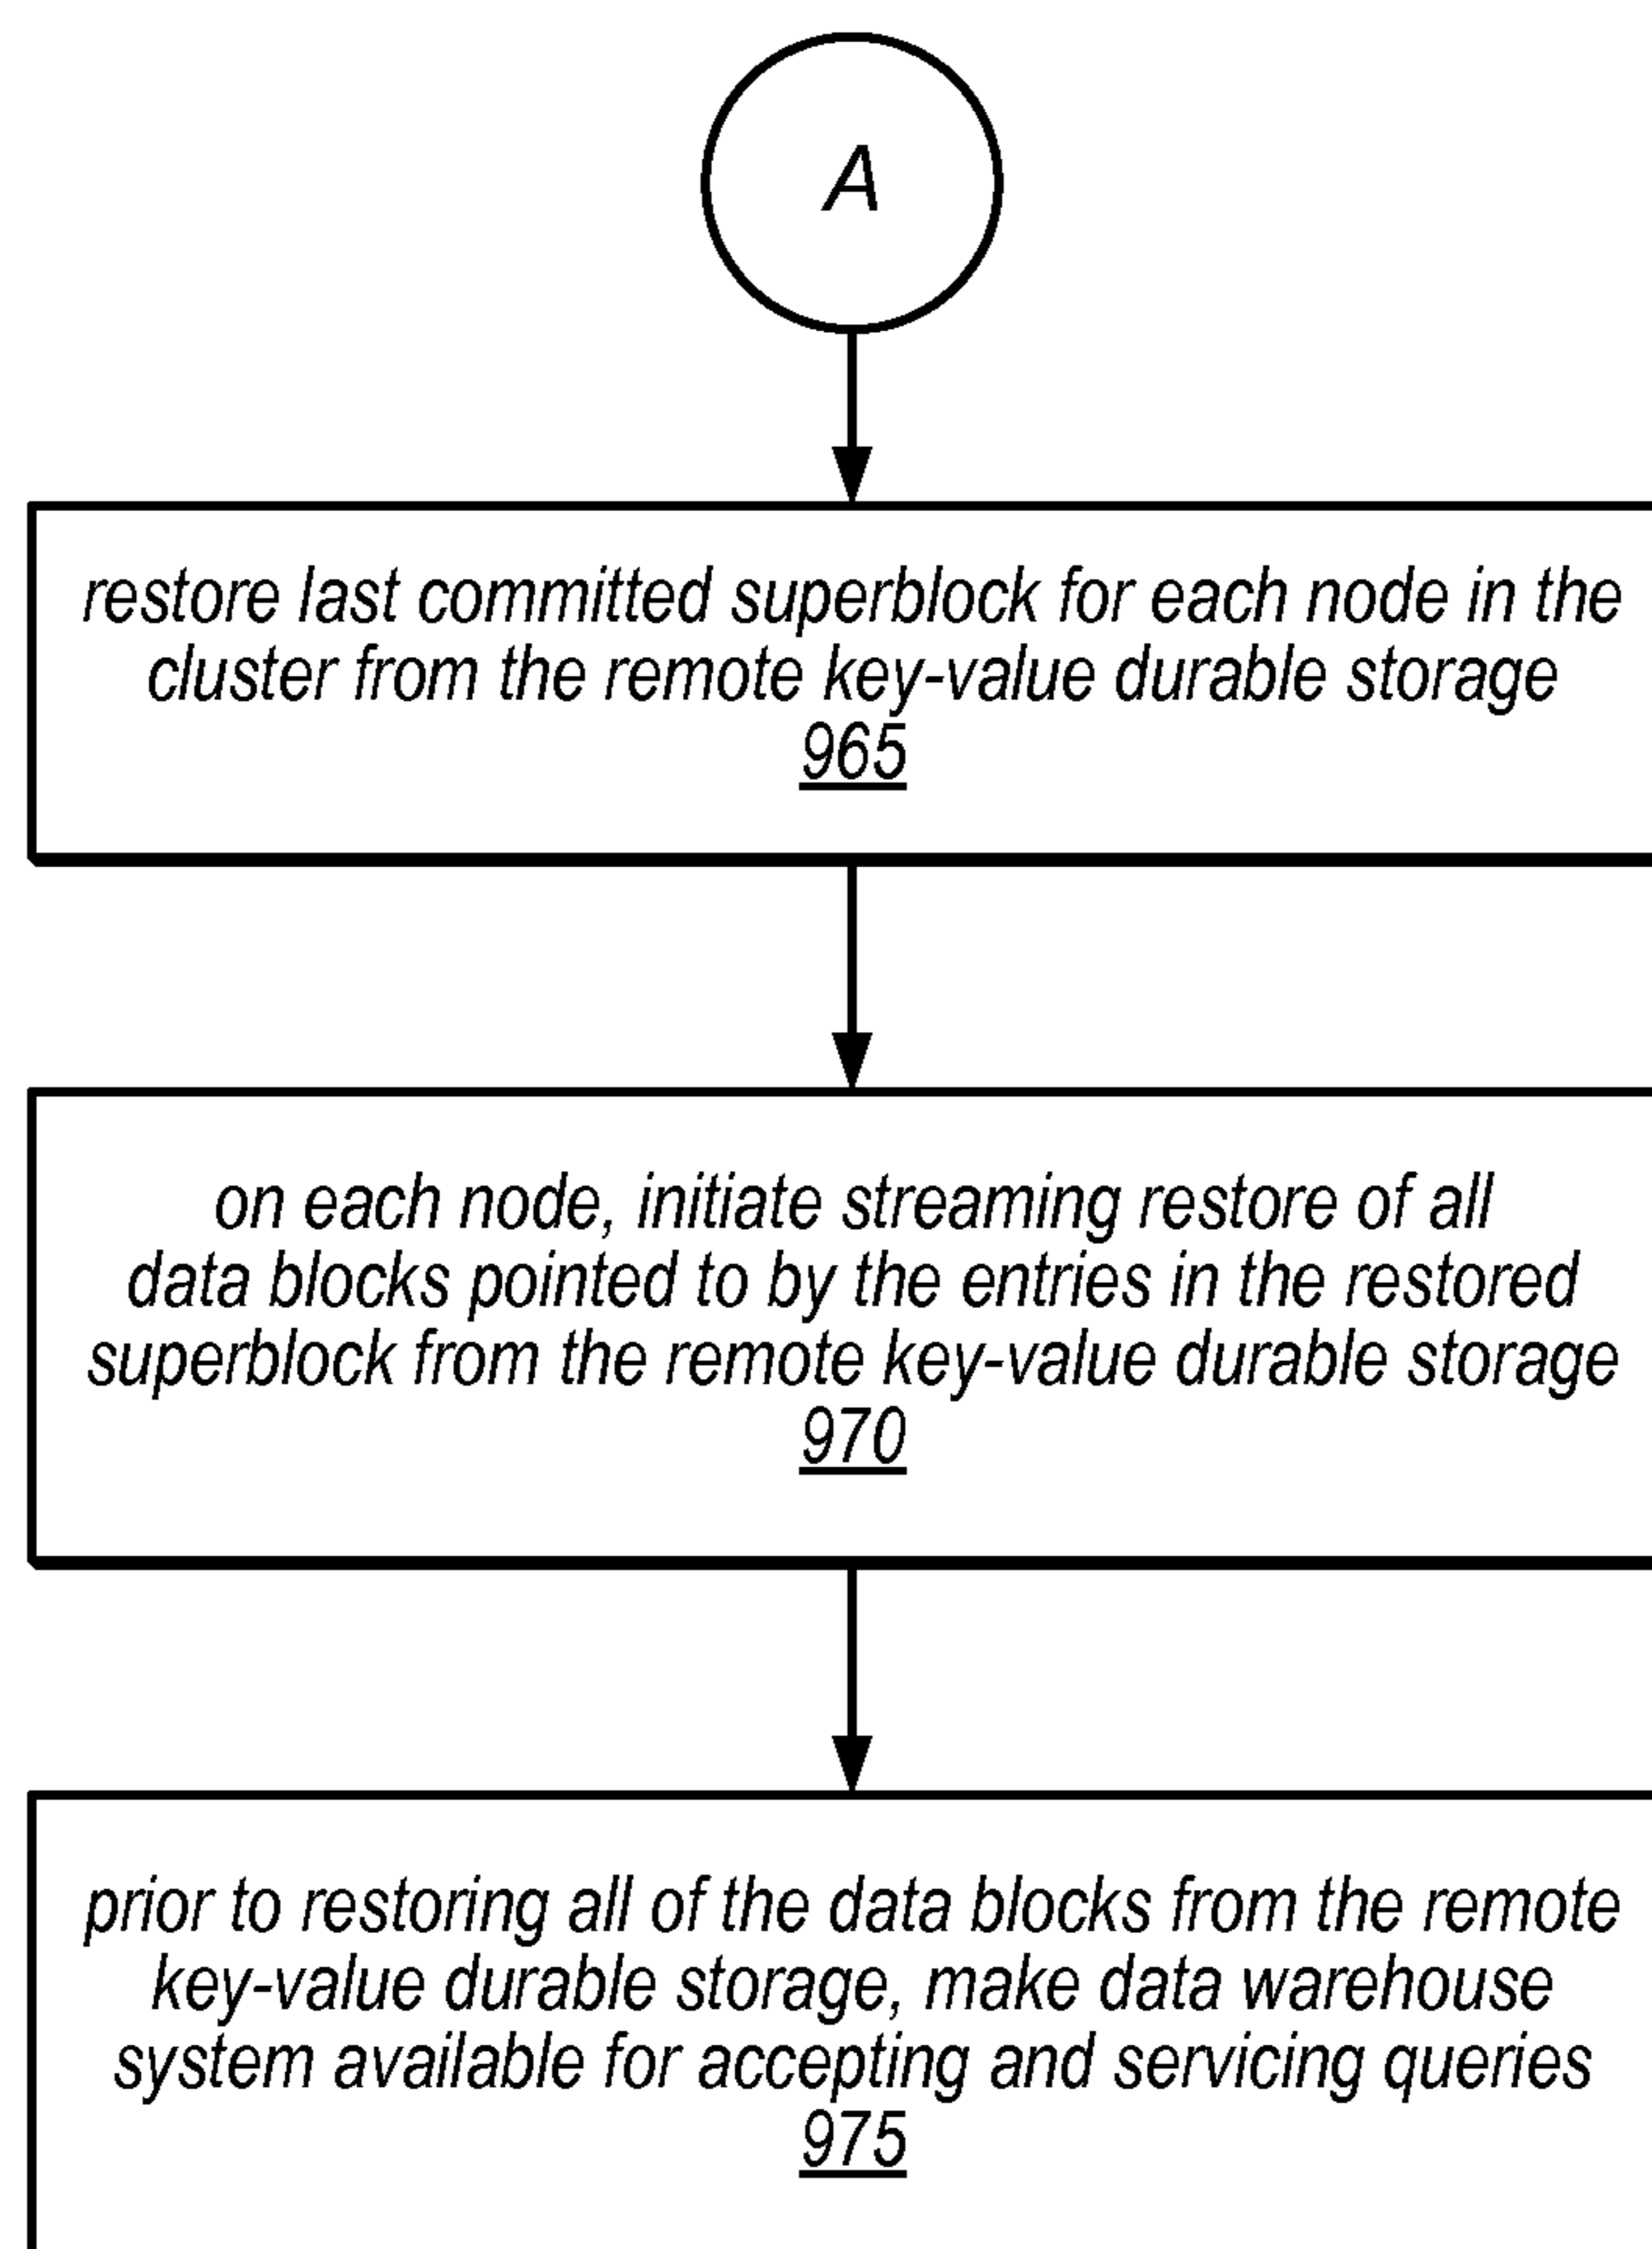 A
restore last committed superblock for each node in the
cluster from the remote key-value durable storage
965
on each node, initiate streaming restore of all
data blocks pointed to by the entries in the restored
superblock from the remote key-value durable storage
970
prior to restoring all of the data blocks from the remote
key-value durable storage, make data warehouse
system available for accepting and servicing queries
975